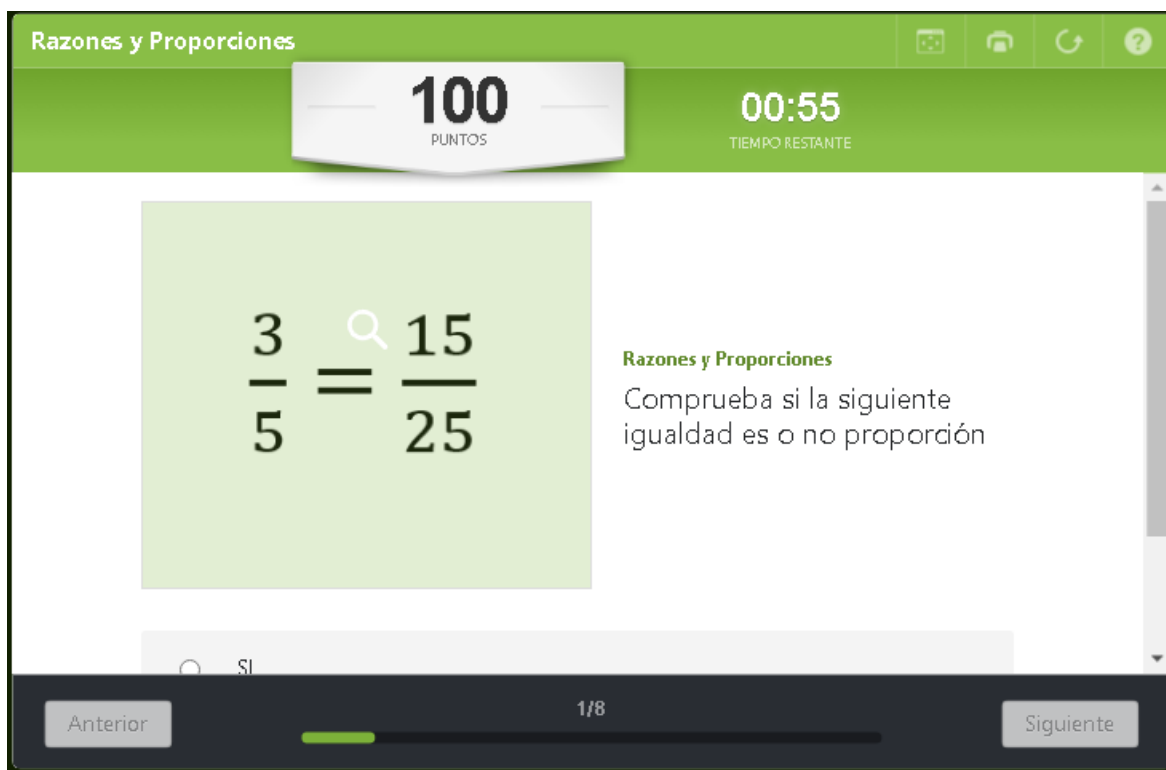 Razones y Proporciones
?
100
PUNTOS
00:55
TIEMPO RESTANTE
3/5 = 15/25
Razones y Proporciones
Comprueba si la siguiente
igualdad es o no proporción
SI
Anterior
1/8
Siguiente